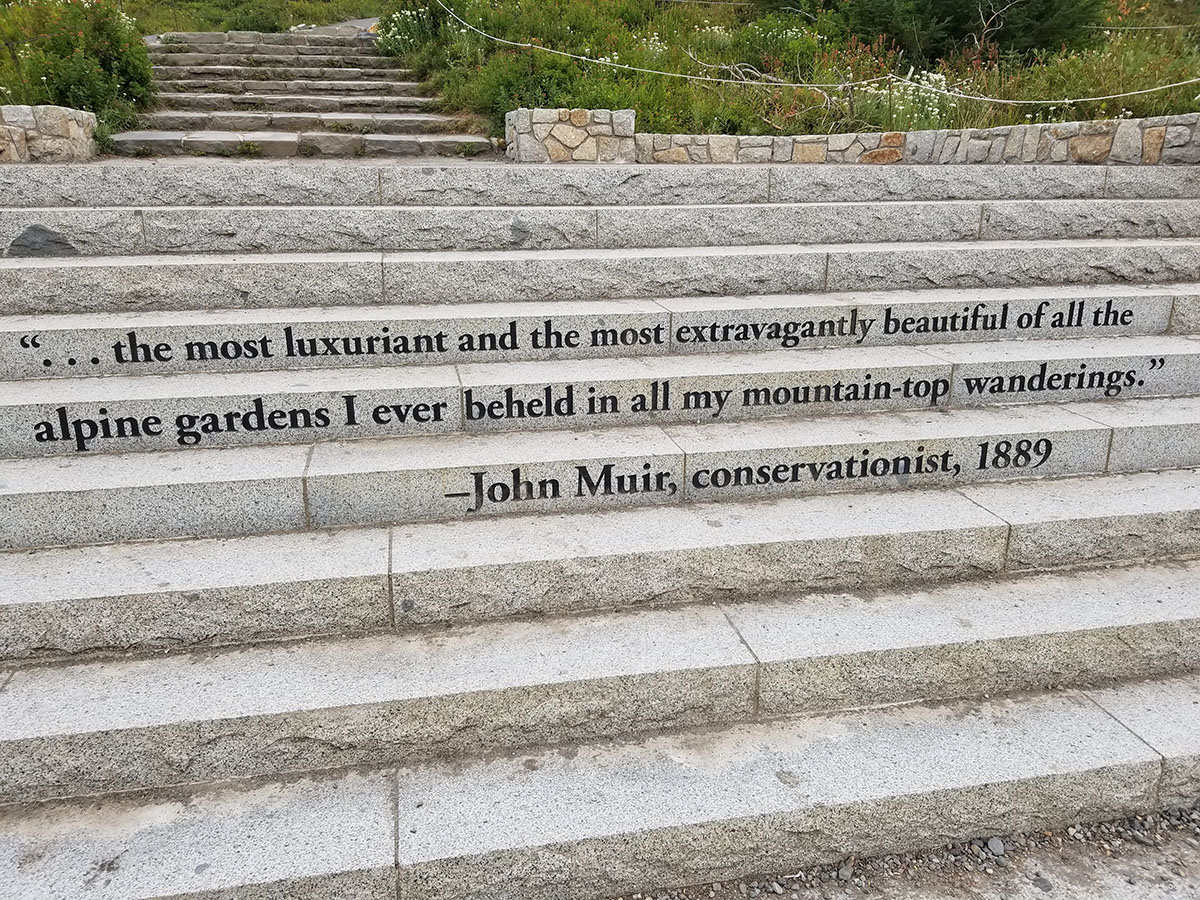 “. . . the most luxuriant and the most extravagantly beautiful of all the
alpine gardens I ever beheld in all my mountain-top wanderings.”
–John Muir, conservationist, 1889